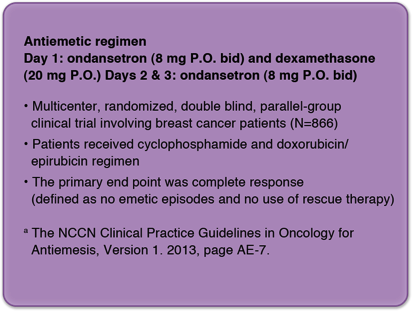 Antiemetic regimen
Day 1: ondansetron (8 mg P.O. bid) and dexamethasone
(20 mg P.O.) Days 2 & 3: ondansetron (8 mg P.O. bid)
• Multicenter, randomized, double blind, parallel-group
clinical trial involving breast cancer patients (N=866)
• Patients received cyclophosphamide and doxorubicin/
epirubicin regimen
• The primary end point was complete response
(defined as no emetic episodes and no use of rescue therapy)
a The NCCN Clinical Practice Guidelines in Oncology for
Antiemesis, Version 1. 2013, page AE-7.